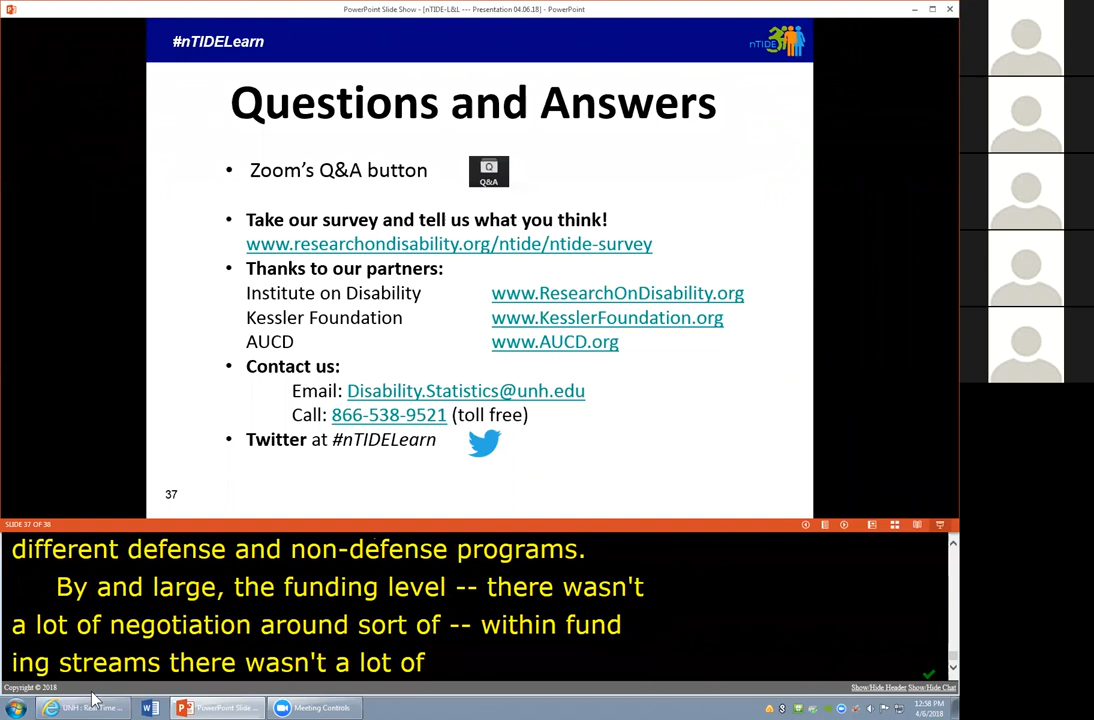 PowerPoint Slide Show - [nTIDE-L&L --- Presentation 04.06.18] - PowerPoint
#nTIDELearn
nTIDE
Questions and Answers
• Zoom's Q&A button
Q
Q&A
• Take our survey and tell us what you think!
www.researchondisability.org/ntide/ntide-survey
• Thanks to our partners:
Institute on Disability www.ResearchOnDisability.org
Kessler Foundation www.KesslerFoundation.org
AUCD www.AUCD.org
• Contact us:
Email: Disability.Statistics@unh.edu
Call: 866-538-9521 (toll free)
• Twitter at #nTIDELearn
37
SLIDE 37 OF 38
different defense and non-defense programs.
By and large, the funding level -- there wasn't
a lot of negotiation around sort of -- within fund
ing streams there wasn't a lot of
Copyright © 2018 Show/Hide Header Show/Hide Chat
UNH : Real-Time ... PowerPoint Slide ... Meeting Controls
12:58 PM
4/6/2018